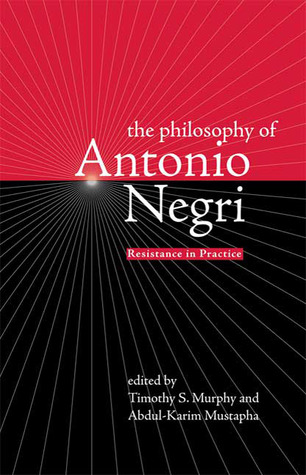 the philosophy of
Antonio
Negri
Resistance in Practice
edited by
Timothy S. Murphy and
Abdul-Karim Mustapha